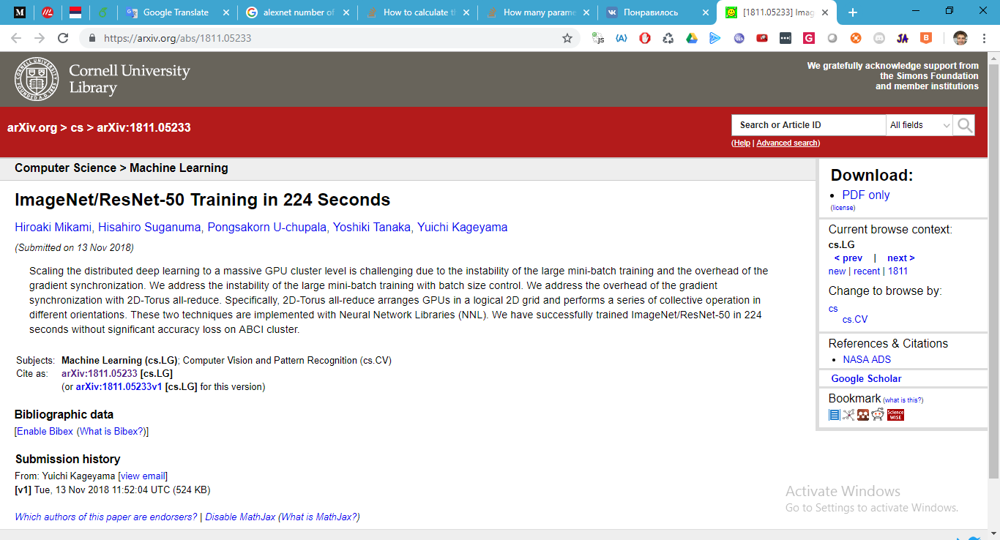 Google Translate
alexnet number of
How to calculate th
How many parame
Понравилось
[1811.05233] Imag
https://arxiv.org/abs/1811.05233
Cornell University
Library
We gratefully acknowledge support from
the Simons Foundation
and member institutions
arXiv.org > cs > arXiv:1811.05233
Search or Article ID
All fields
(Help | Advanced search)
Computer Science > Machine Learning
ImageNet/ResNet-50 Training in 224 Seconds
Hiroaki Mikami, Hisahiro Suganuma, Pongsakorn U-chupala, Yoshiki Tanaka, Yuichi Kageyama
(Submitted on 13 Nov 2018)
Scaling the distributed deep learning to a massive GPU cluster level is challenging due to the instability of the large mini-batch training and the overhead of the
gradient synchronization. We address the instability of the large mini-batch training with batch size control. We address the overhead of the gradient
synchronization with 2D-Torus all-reduce. Specifically, 2D-Torus all-reduce arranges GPUs in a logical 2D grid and performs a series of collective operation in
different orientations. These two techniques are implemented with Neural Network Libraries (NNL). We have successfully trained ImageNet/ResNet-50 in 224
seconds without significant accuracy loss on ABCI cluster.
Subjects: Machine Learning (cs.LG); Computer Vision and Pattern Recognition (cs.CV)
Cite as: arXiv:1811.05233 [cs.LG]
(or arXiv:1811.05233v1 [cs.LG] for this version)
Bibliographic data
[Enable Bibex (What is Bibex?)]
Submission history
From: Yuichi Kageyama [view email]
[v1] Tue, 13 Nov 2018 11:52:04 UTC (524 KB)
Which authors of this paper are endorsers? | Disable MathJax (What is MathJax?)
Download:
PDF only
(license)
Current browse context:
cs.LG
< prev | next >
new | recent | 1811
Change to browse by:
cs
cs.CV
References & Citations
NASA ADS
Google Scholar
Bookmark (what is this?)
Science
WISE
Activate Windows
Go to Settings to activate Windows.